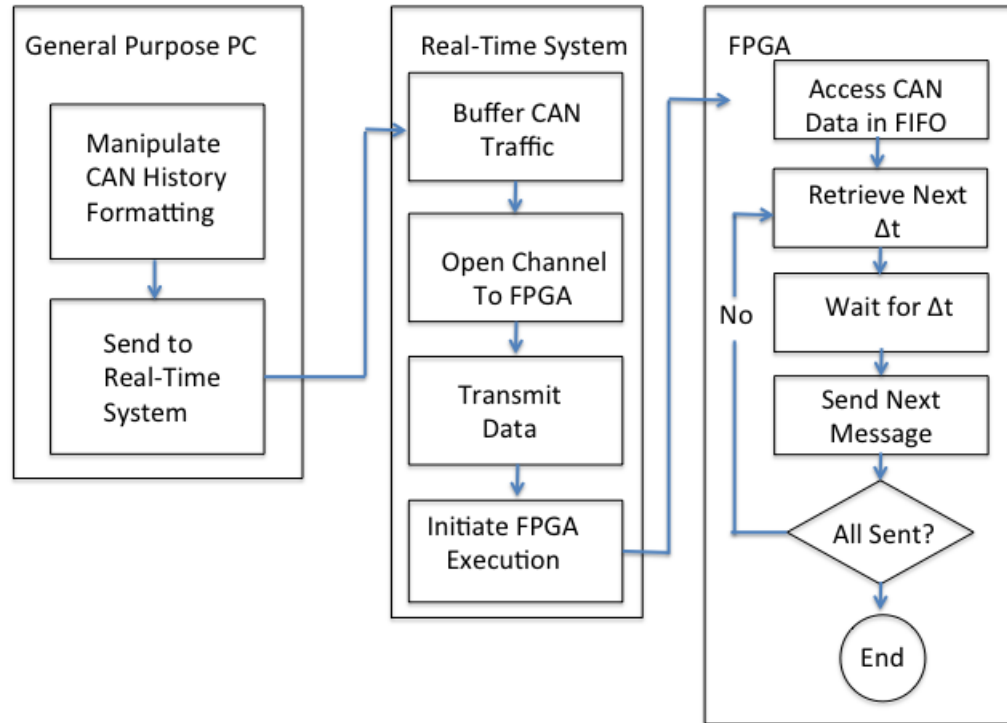 General Purpose PC
Manipulate
CAN History
Formatting
Send to
Real-Time
System
Real-Time System
Buffer CAN
Traffic
Open Channel
To FPGA
Transmit
Data
Initiate FPGA
Execution
FPGA
Access CAN
Data in FIFO
Retrieve Next
Δt
Wait for Δt
Send Next
Message
All Sent?
No
End